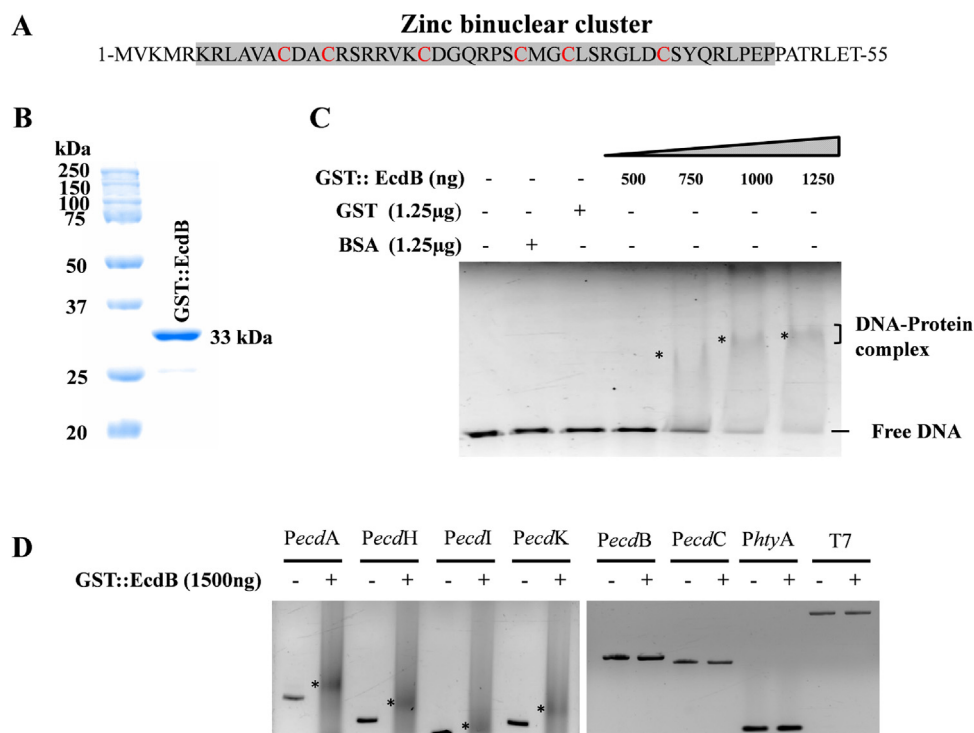 A
Zinc binuclear cluster
1-MVKMRKRLAVACDACRSRRVKCDGQRPSCMGCLSRGLDCSYQRLPEPPATRLET-55
B
kDa
250
150
100
75
50
37
25
20
GST::EcdB
33 kDa
C
GST:: EcdB (ng) - - - 500 750 1000 1250
GST (1.25µg) - - + - - - -
BSA (1.25µg) - + - - - - -
* * *
DNA-Protein
complex
Free DNA
D
PecdA PecdH PecdI PecdK PecdB PecdC PhtyA T7
GST::EcdB (1500ng) - + - + - + - + - + - + - + - +
* * * *